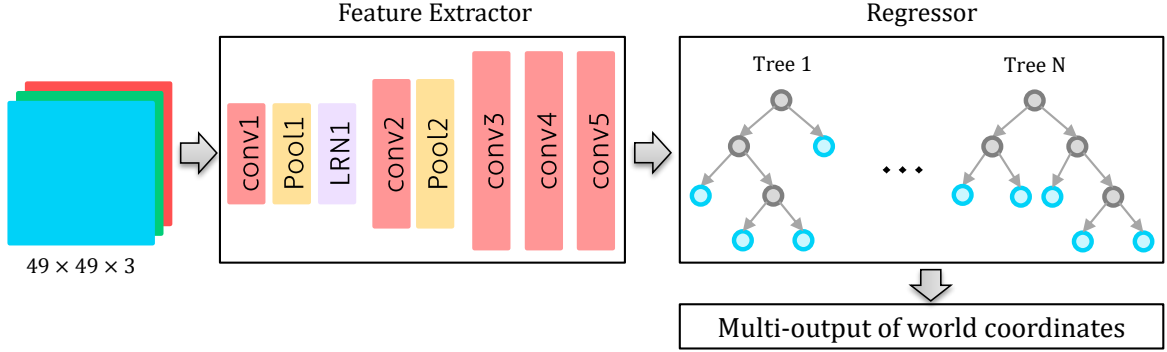 Feature Extractor
Regressor
conv1
Pool1
LRN1
conv2
Pool2
conv3
conv4
conv5
Tree 1
Tree N
...
49 × 49 × 3
Multi-output of world coordinates